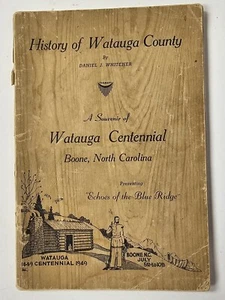 History of Watauga County
By
DANIEL J. WHITENER
A Souvenir of
Watauga Centennial
Boone, North Carolina
Presenting
"Echoes of the Blue Ridge"
WATAUGA
1849 CENTENNIAL 1949
BOONE N.C.
JULY